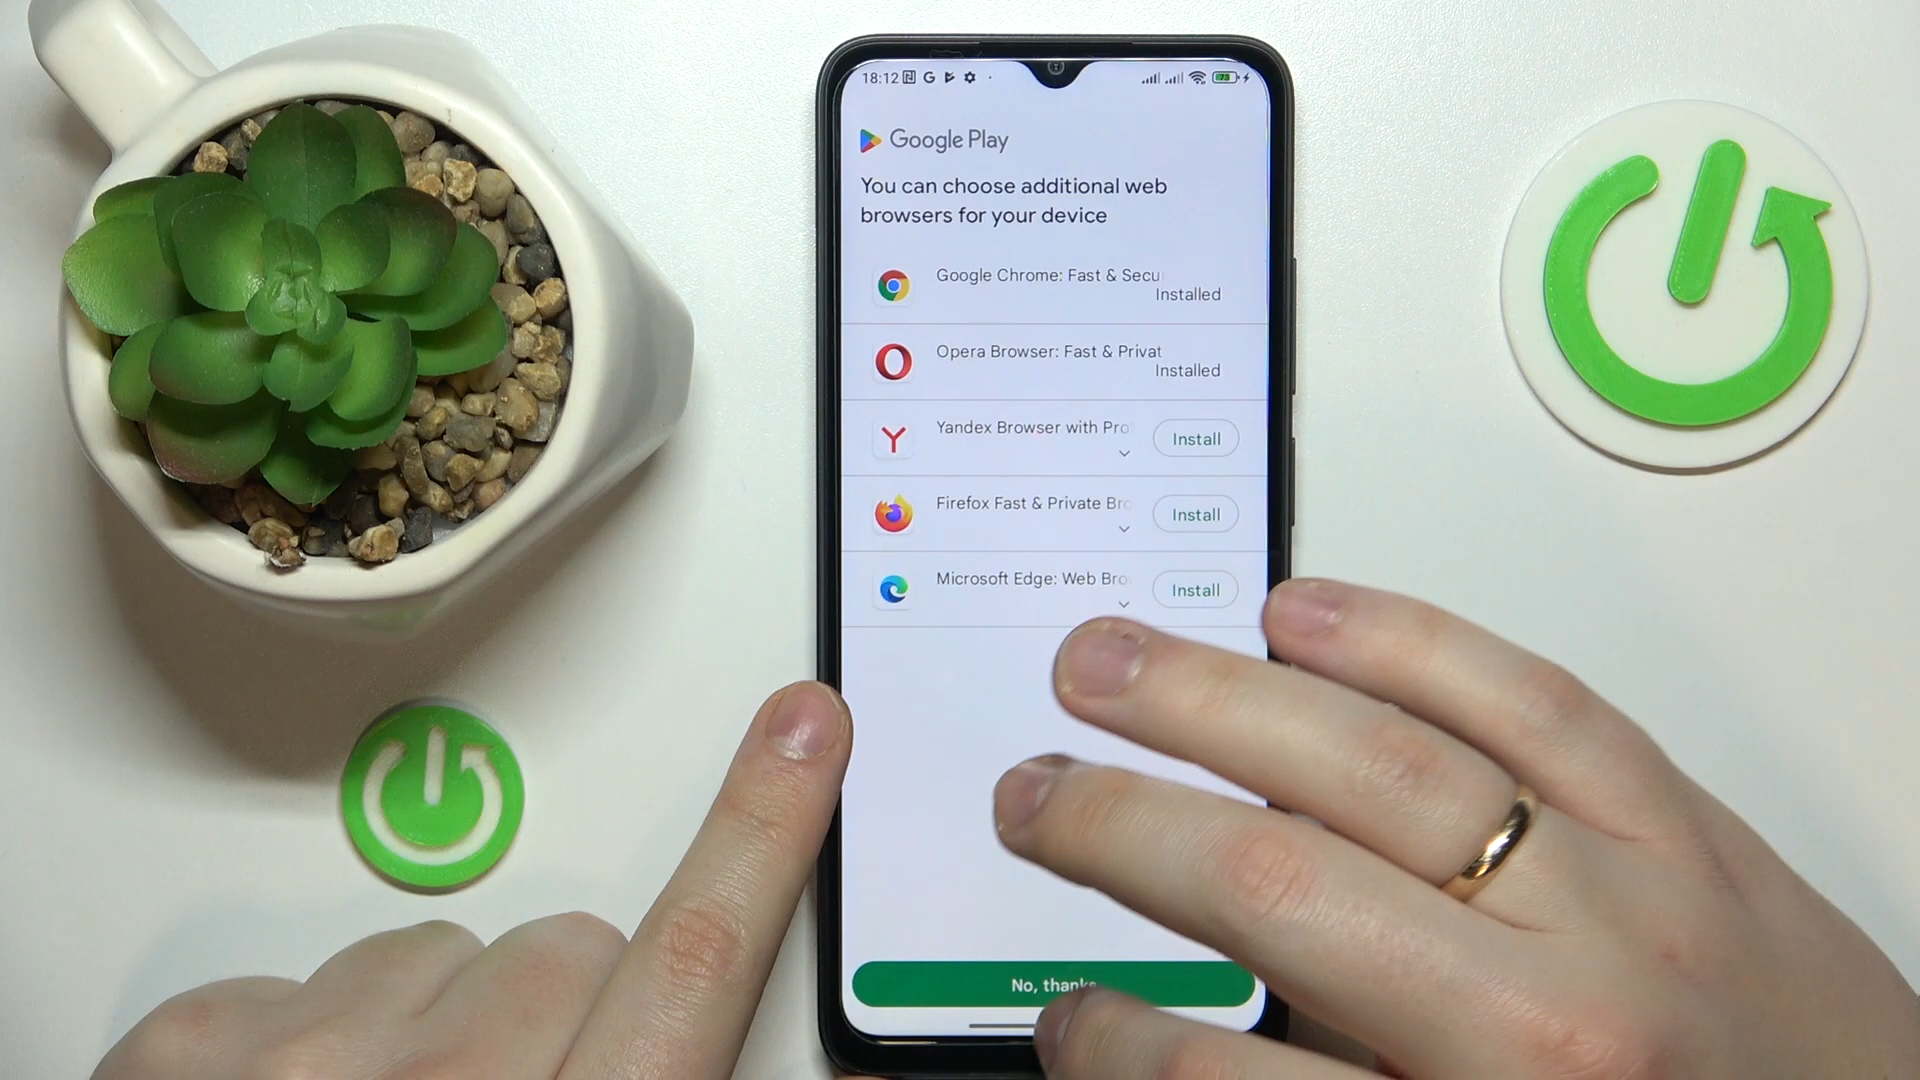 18:12
73
Google Play
You can choose additional web
browsers for your device
Google Chrome: Fast & Secu
Installed
Opera Browser: Fast & Privat
Installed
Yandex Browser with Pro
Install
Firefox Fast & Private Bro
Install
Microsoft Edge: Web Bro
Install
No, thanks